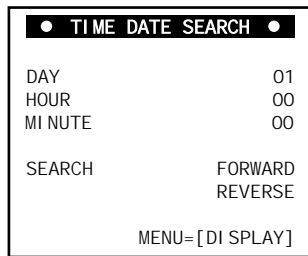 ● TIME DATE SEARCH ●
DAY 01
HOUR 00
MINUTE 00
SEARCH FORWARD
REVERSE
MENU=[DISPLAY]